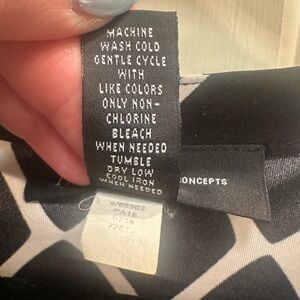 MACHINE
WASH COLD
GENTLE CYCLE
WITH
LIKE COLORS
ONLY NON-
CHLORINE
BLEACH
WHEN NEEDED
TUMBLE
DRY LOW
COOL IRON
WHEN NEEDED
ONCEPTS